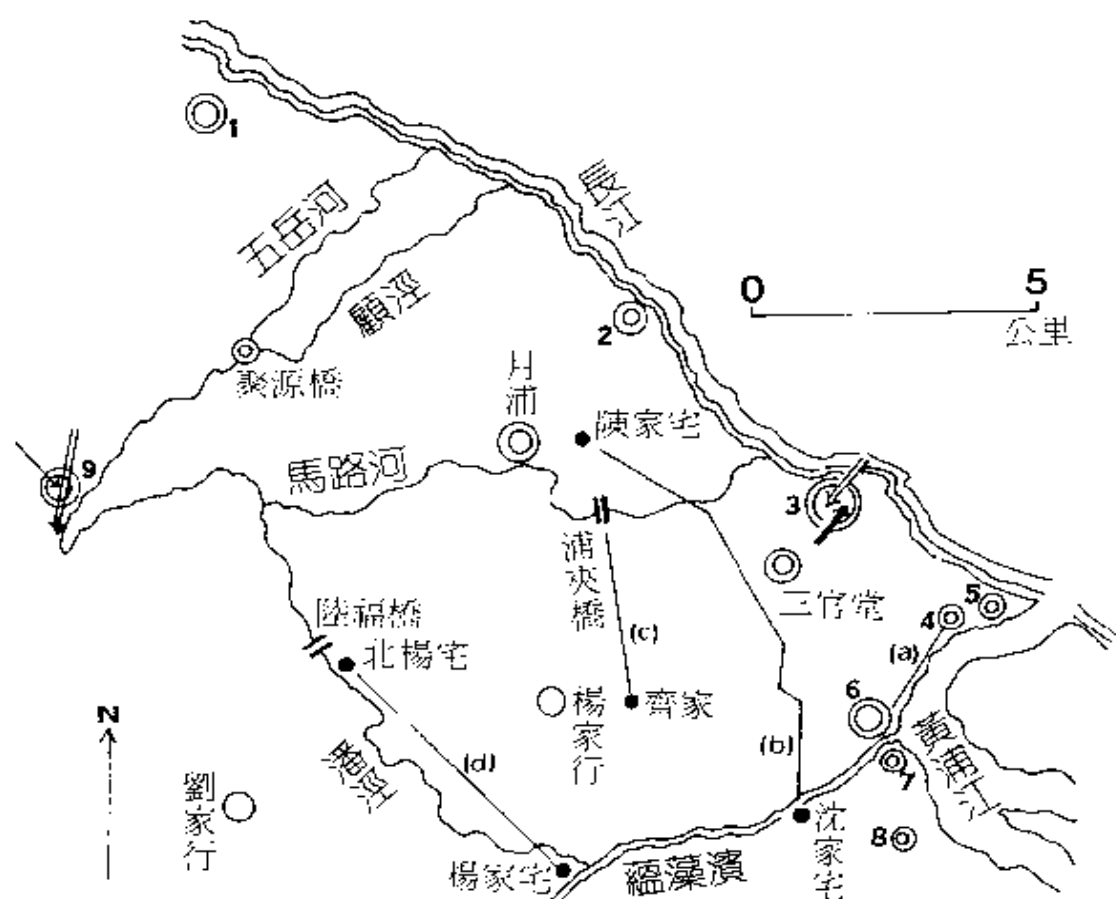 1
長江
五岳河
顧涇
0
5
公里
2
聚源橋
月浦
陳家宅
9
馬路河
3
浦夾橋
三官堂
陸福橋
4
5
北楊宅
(c)
(a)
6
N
楊家行
齊家
黃浦江
潘涇
(d)
(b)
7
劉家行
沈家宅
8
楊家宅
蘊藻濱